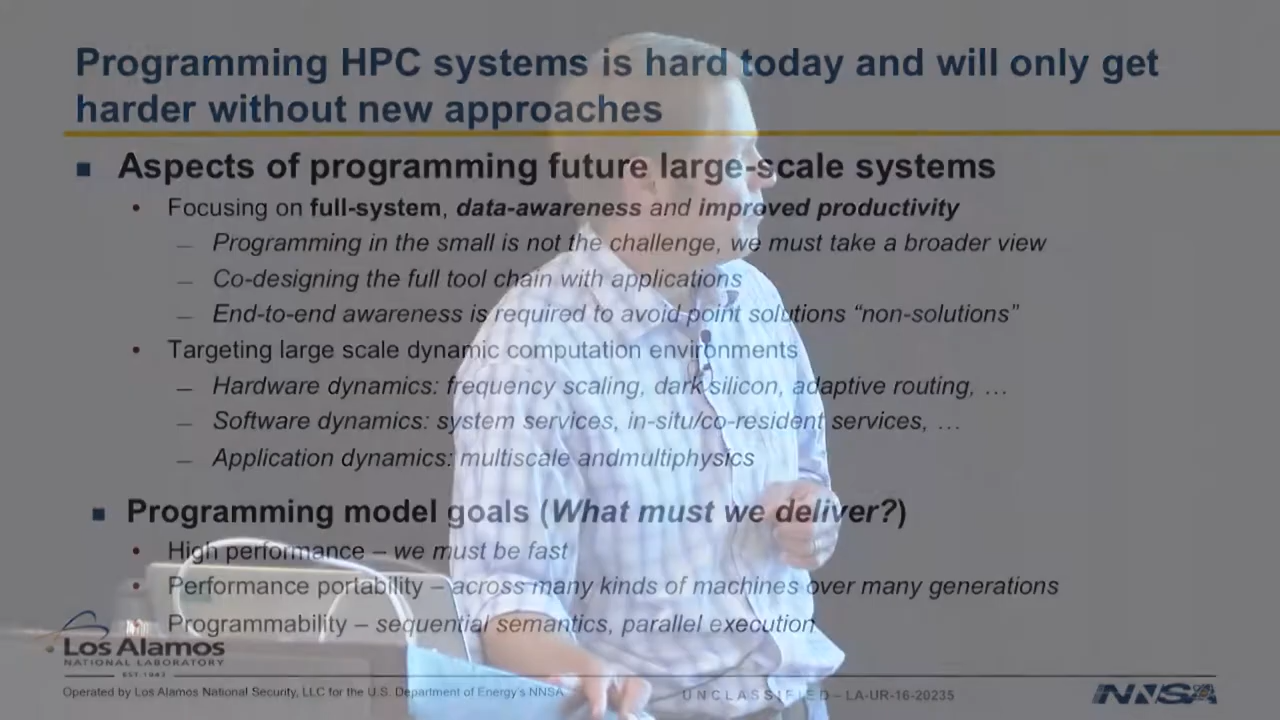 Programming HPC systems is hard today and will only get
harder without new approaches
Aspects of programming future large-scale systems
• Focusing on full-system, data-awareness and improved productivity
— Programming in the small is not the challenge, we must take a broader view
— Co-designing the full tool chain with applications
— End-to-end awareness is required to avoid point solutions “non-solutions”
• Targeting large scale dynamic computation environments
— Hardware dynamics: frequency scaling, dark silicon, adaptive routing, …
— Software dynamics: system services, in-situ/co-resident services, …
— Application dynamics: multiscale andmultiphysics
Programming model goals (What must we deliver?)
• High performance – we must be fast
• Performance portability – across many kinds of machines over many generations
Programmability – sequential semantics, parallel execution
Los Alamos
NATIONAL LABORATORY
EST. 1943
Operated by Los Alamos National Security, LLC for the U.S. Department of Energy's NNSA
UNCLASSIFIED – LA-UR-16-20235
NNSA